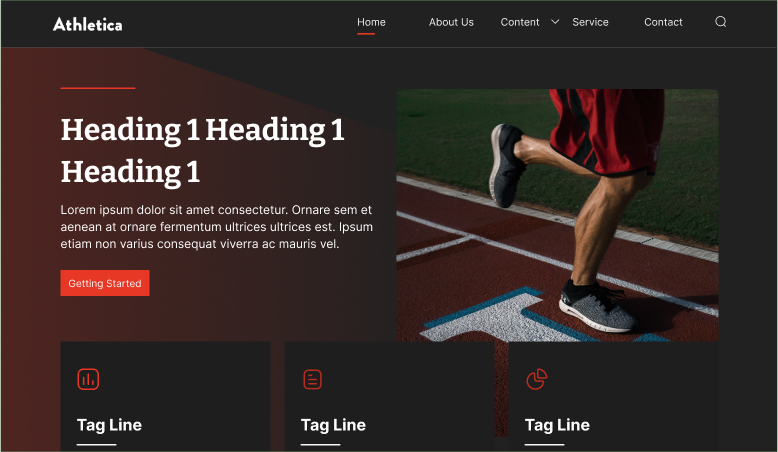 Athletica
Home
About Us
Content
Service
Contact
Heading 1 Heading 1
Heading 1
Lorem ipsum dolor sit amet consectetur. Ornare sem et
aenean at ornare fermentum ultrices ultrices est. Ipsum
etiam non varius consequat viverra ac mauris vel.
Getting Started
Tag Line
Tag Line
Tag Line